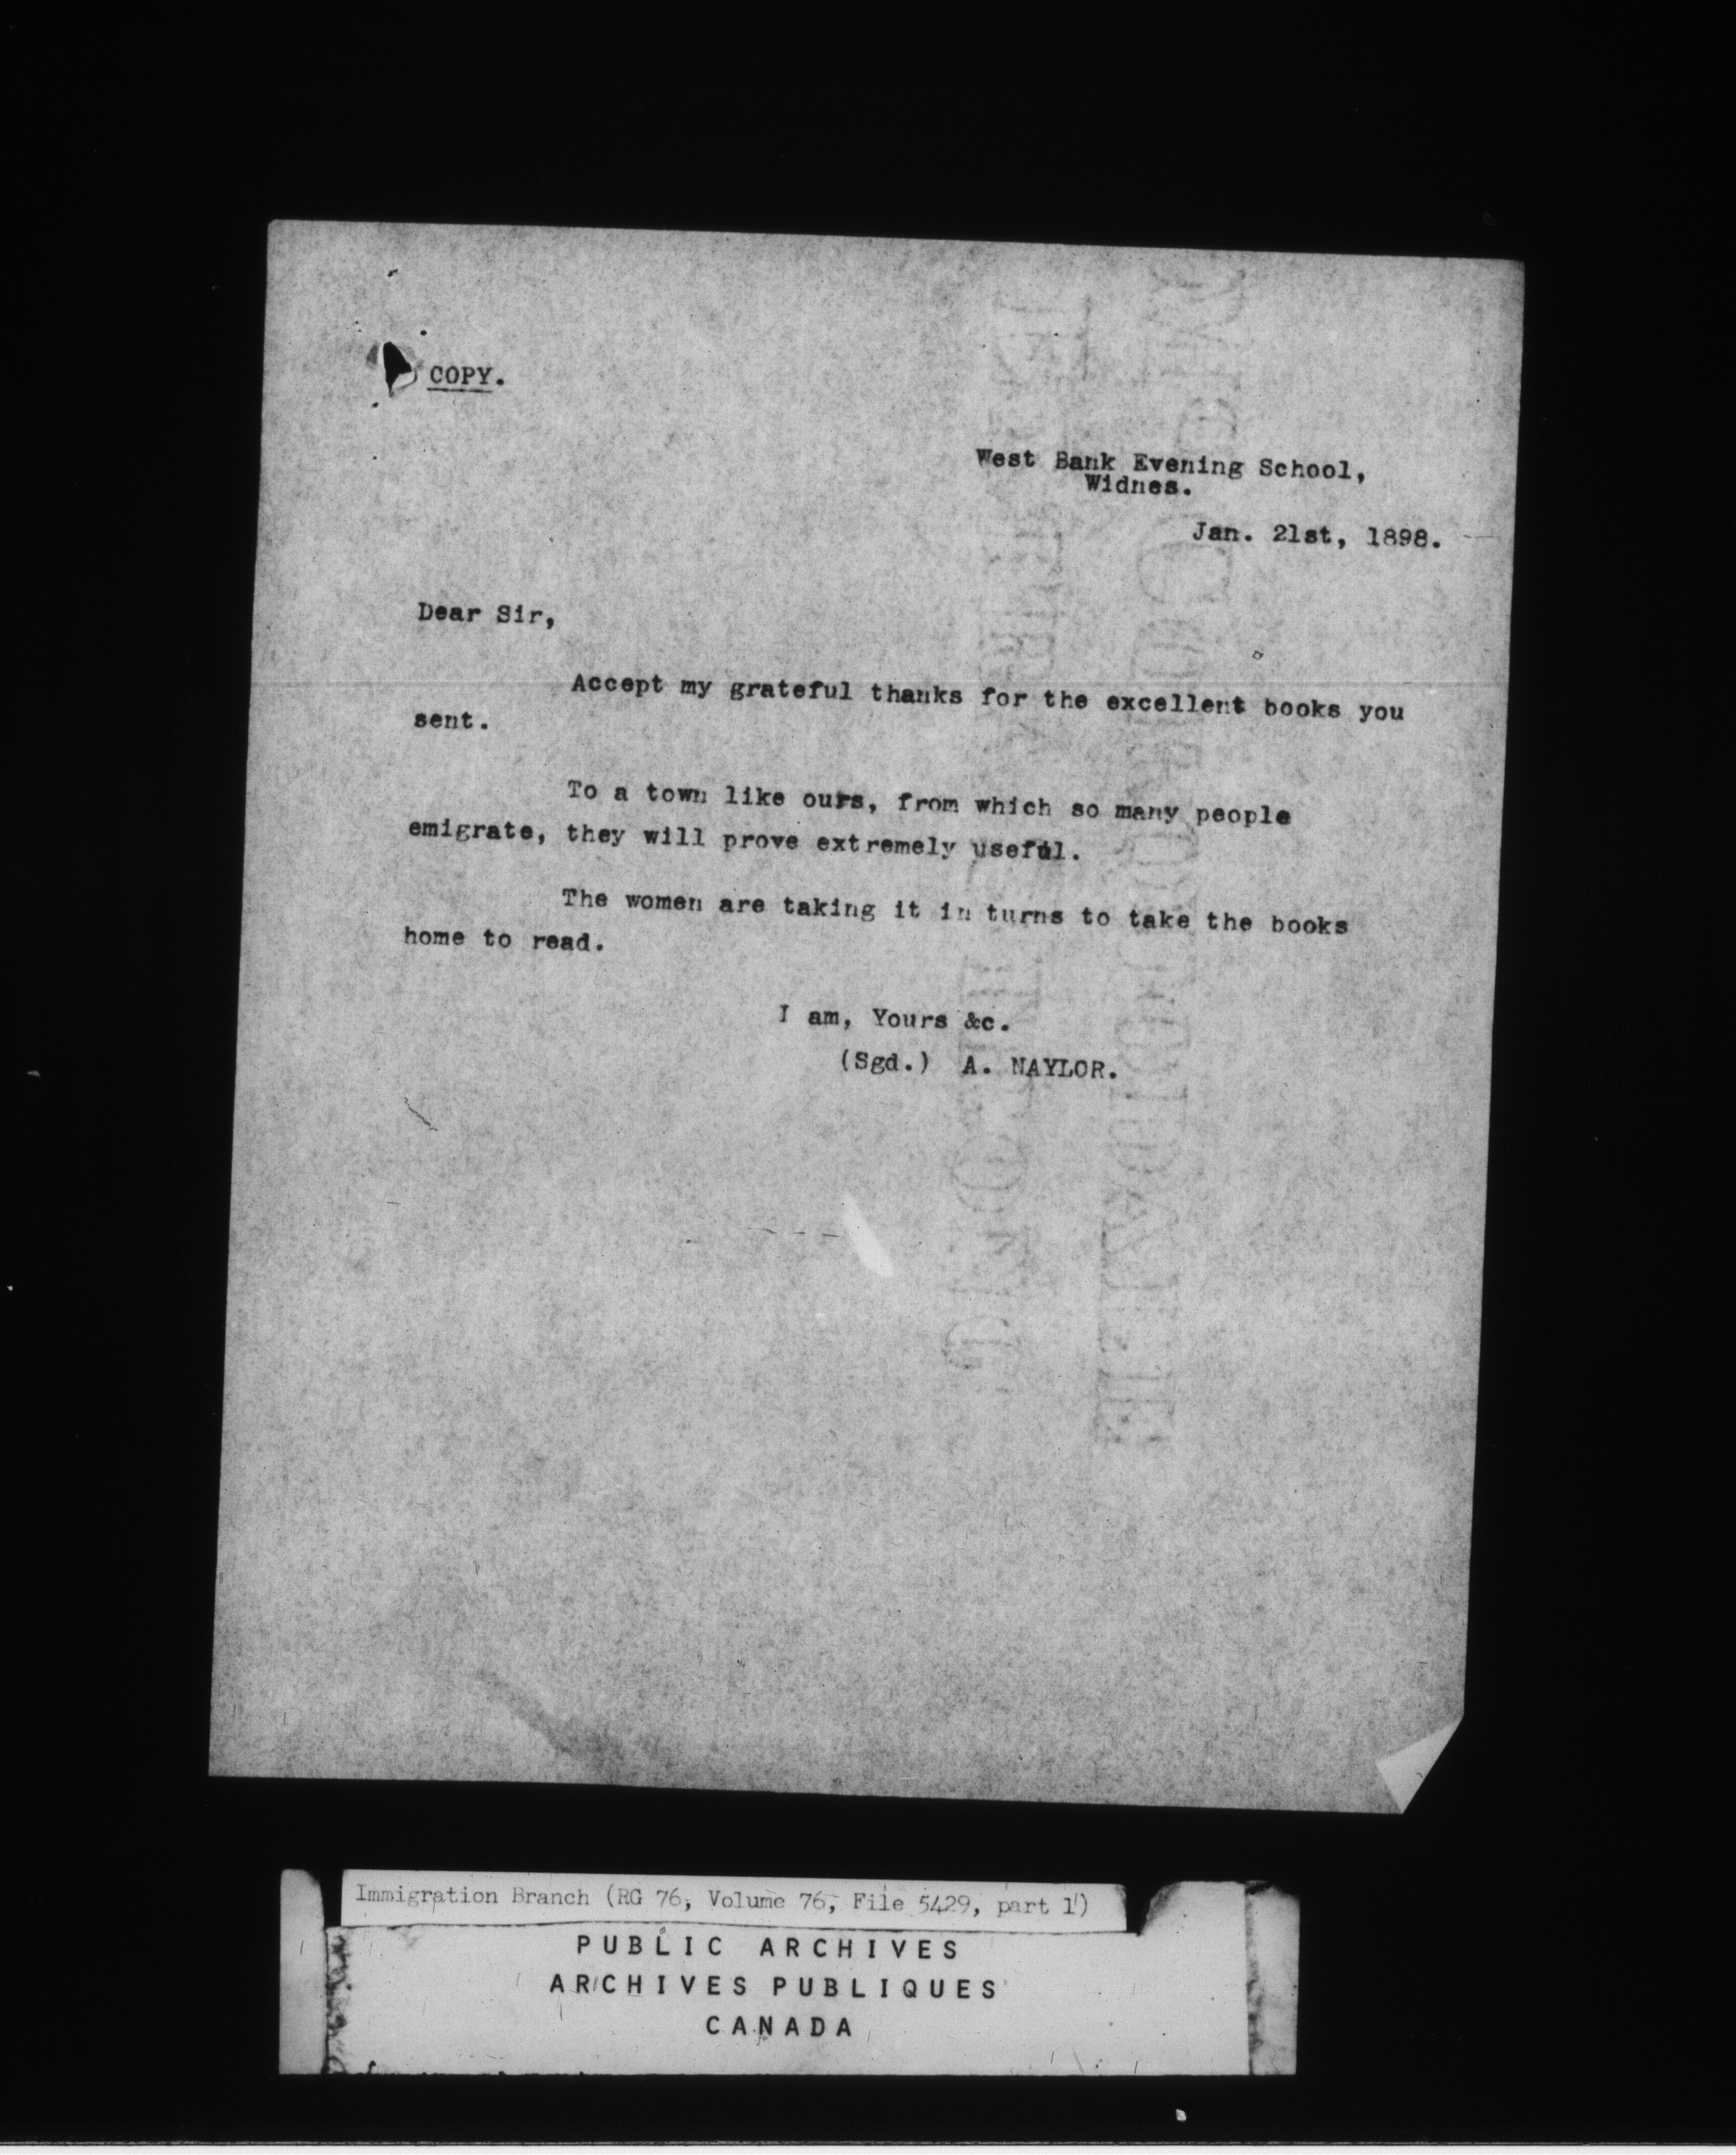 COPY.
West Bank Evening School,
Widnes.
Jan. 21st, 1898.
Dear Sir,
Accept my grateful thanks for the excellent books you
sent.
To a town like ours, from which so many people
emigrate, they will prove extremely useful.
The women are taking it in turns to take the books
home to read.
I am, Yours &c.
(Sgd.) A. NAYLOR.
Immigration Branch (RG 76, Volume 76, File 5429, part 1)
PUBLIC ARCHIVES
ARCHIVES PUBLIQUES
CANADA